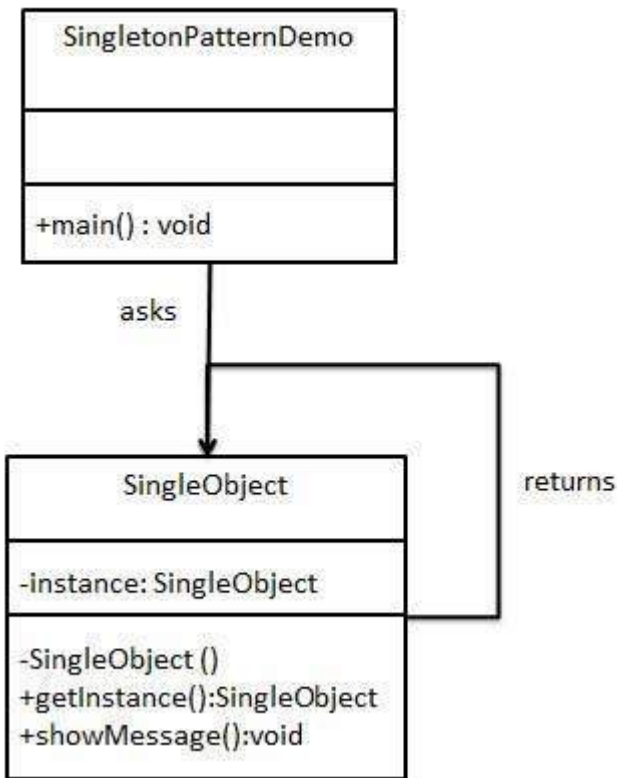 SingletonPatternDemo
+main() : void
asks
SingleObject
returns
-instance: SingleObject
-SingleObject ()
+getInstance():SingleObject
+showMessage():void